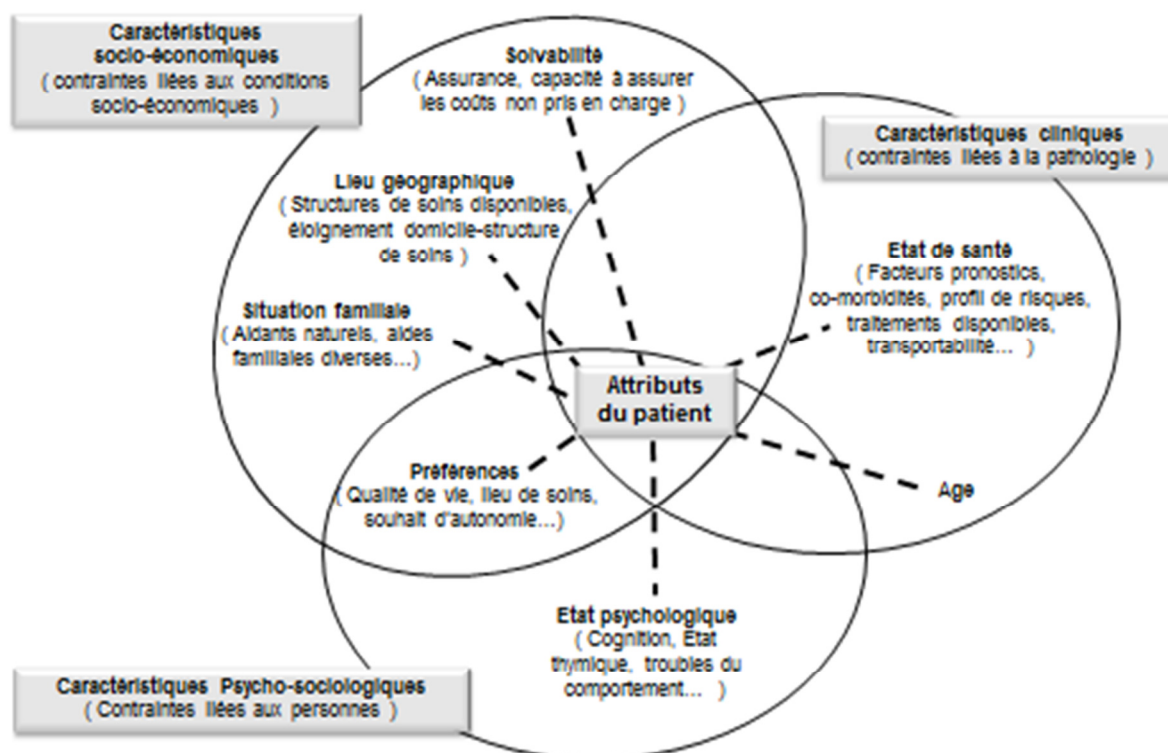 Caractéristiques
socio-économiques
( contraintes liées aux conditions
socio-économiques )
Solvabilité
( Assurance, capacité à assurer
les coûts non pris en charge )
Caractéristiques cliniques
( contraintes liées à la pathologie )
Lieu géographique
( Structures de soins disponibles,
éloignement domicile-structure
de soins )
Etat de santé
( Facteurs pronostics,
co-morbidités, profil de risques,
traitements disponibles,
transportabilité... )
Situation familiale
( Aidants naturels, aides
familiales diverses...)
Attributs
du patient
Préférences
( Qualité de vie, lieu de soins,
souhait d'autonomie...)
Age
Etat psychologique
( Cognition, Etat
thymique, troubles du
comportement... )
Caractéristiques Psycho-sociologiques
( Contraintes liées aux personnes )